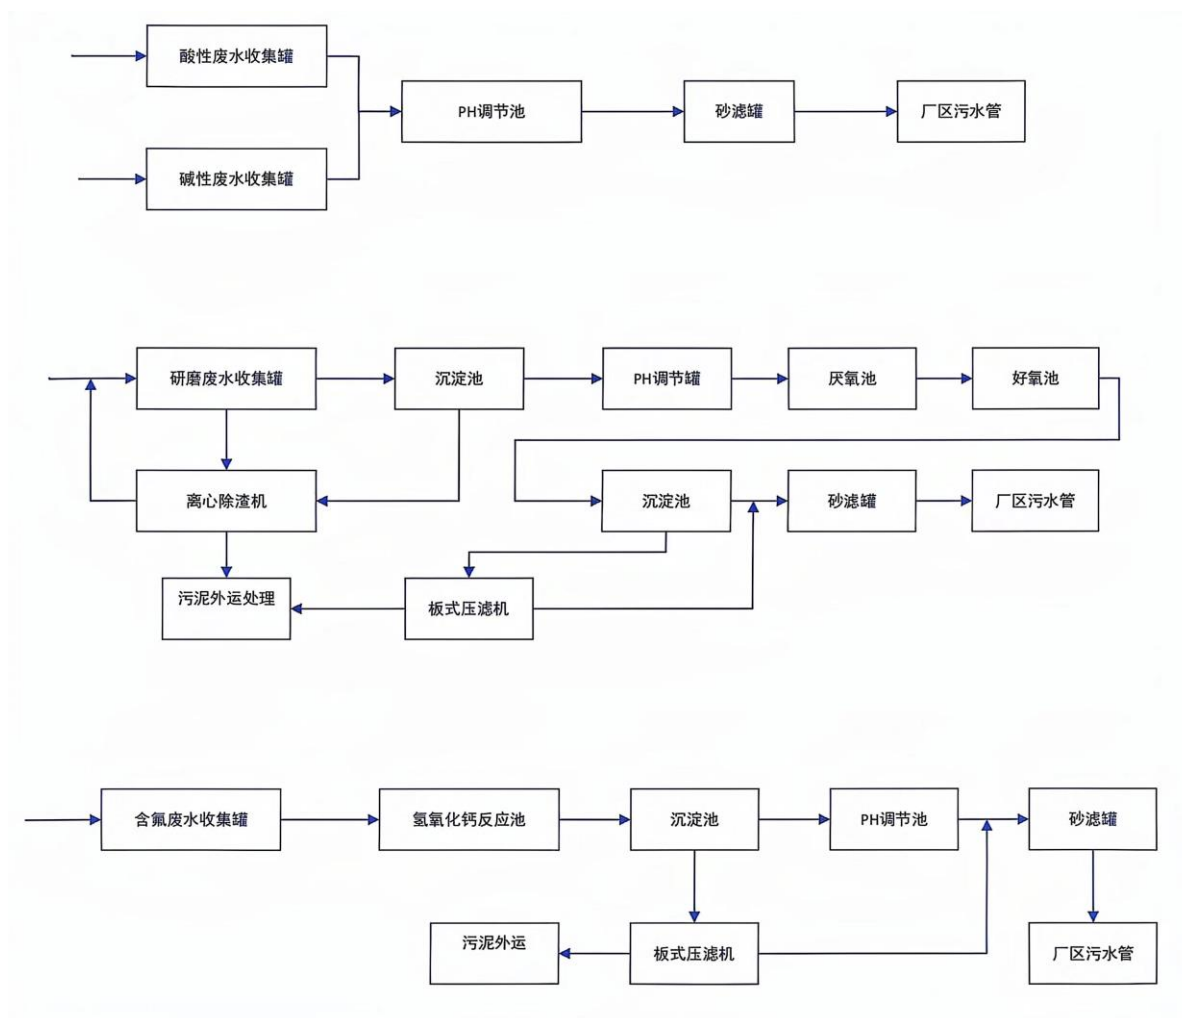 酸性废水收集罐
PH调节池
砂滤罐
厂区污水管
碱性废水收集罐
研磨废水收集罐
沉淀池
PH调节罐
厌氧池
好氧池
离心除渣机
沉淀池
砂滤罐
厂区污水管
污泥外运处理
板式压滤机
含氟废水收集罐
氢氧化钙反应池
沉淀池
PH调节池
砂滤罐
污泥外运
板式压滤机
厂区污水管